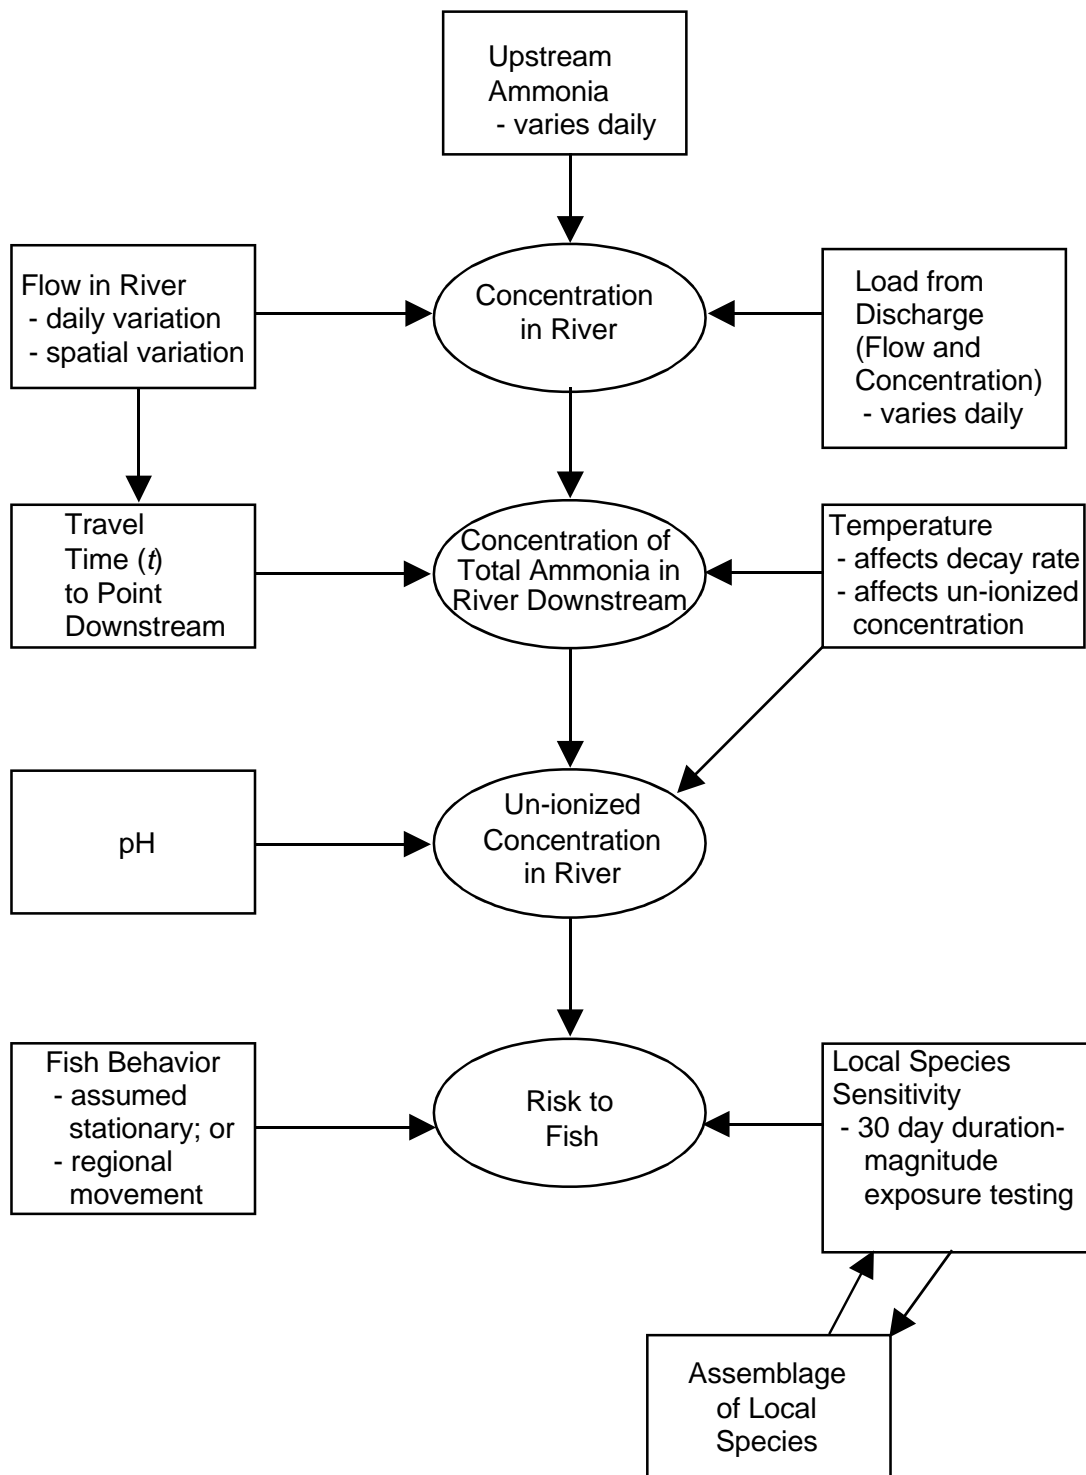 Upstream
Ammonia
- varies daily
Flow in River
- daily variation
- spatial variation
Concentration
in River
Load from
Discharge
(Flow and
Concentration)
- varies daily
Travel
Time (t)
to Point
Downstream
Concentration of
Total Ammonia in
River Downstream
Temperature
- affects decay rate
- affects un-ionized
concentration
pH
Un-ionized
Concentration
in River
Fish Behavior
- assumed
stationary; or
- regional
movement
Risk to
Fish
Local Species
Sensitivity
- 30 day duration-
magnitude
exposure testing
Assemblage
of Local
Species